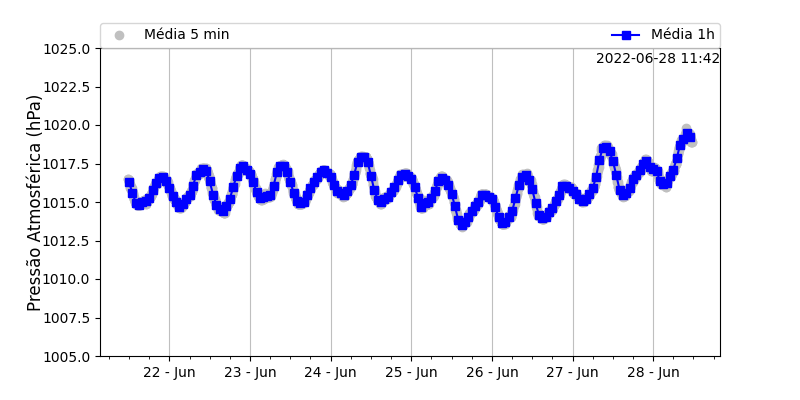 Média 5 min
Média 1h
2022-06-28 11:42
Pressão Atmosférica (hPa)
1025.0
1022.5
1020.0
1017.5
1015.0
1012.5
1010.0
1007.5
1005.0
22 - Jun
23 - Jun
24 - Jun
25 - Jun
26 - Jun
27 - Jun
28 - Jun